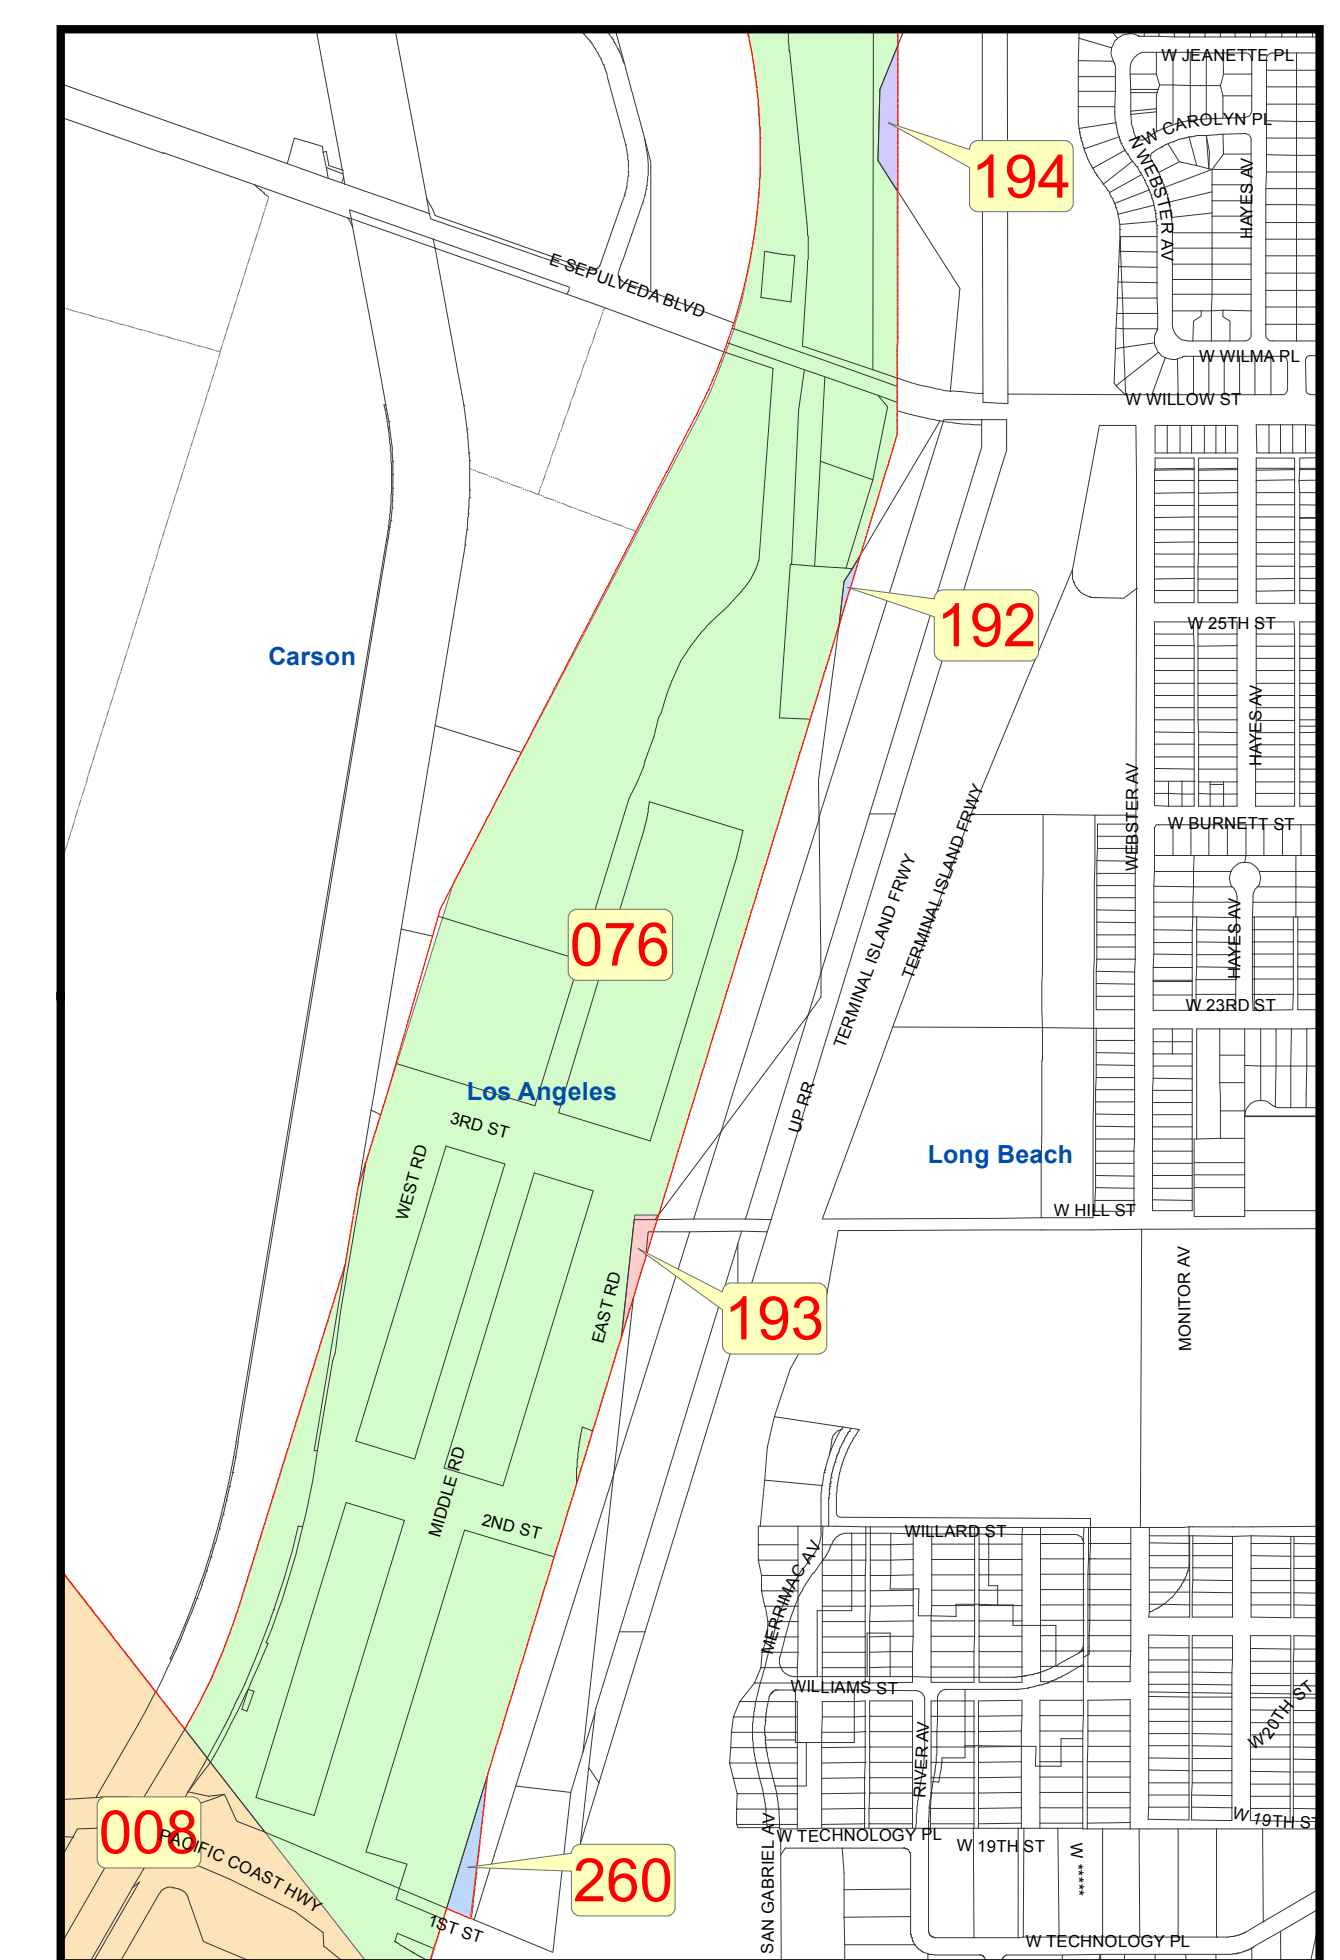 W JEANETTE PL
W CAROLYN PL
N WEBSTER AV
HAYES AV
194
E SEPULVEDA BLVD
W WILMA PL
W WILLOW ST
192
W 25TH ST
Carson
HAYES AV
WEBSTER AV
W BURNETT ST
TERMINAL ISLAND FRWY
TERMINAL ISLAND FRWY
076
HAYES AV
W 23RD ST
Los Angeles
UP RR
3RD ST
Long Beach
WEST RD
W HILL ST
EAST RD
193
MONITOR AV
MIDDLE RD
2ND ST
WILLARD ST
MERRIMAC AV
WILLIAMS ST
W 20TH ST
RIVER AV
008
PACIFIC COAST HWY
W 19TH ST
W TECHNOLOGY PL
W 19TH ST
W *****
260
SAN GABRIEL AV
1ST ST
W TECHNOLOGY PL